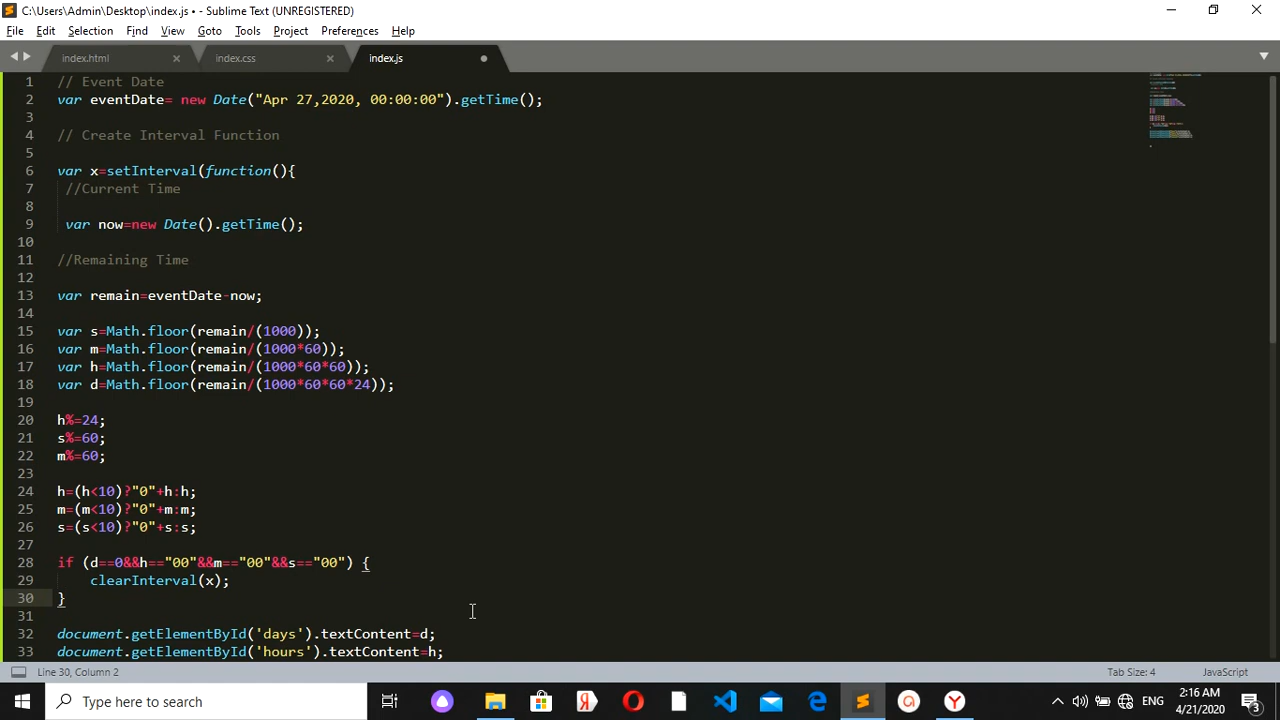 C:\Users\Admin\Desktop\index.js • - Sublime Text (UNREGISTERED)
File Edit Selection Find View Goto Tools Project Preferences Help
index.html index.css index.js
1 // Event Date
2 var eventDate= new Date("Apr 27,2020, 00:00:00").getTime();
3
4 // Create Interval Function
5
6 var x=setInterval(function(){
7 //Current Time
8
9 var now=new Date().getTime();
10
11 //Remaining Time
12
13 var remain=eventDate-now;
14
15 var s=Math.floor(remain/(1000));
16 var m=Math.floor(remain/(1000*60));
17 var h=Math.floor(remain/(1000*60*60));
18 var d=Math.floor(remain/(1000*60*60*24));
19
20 h%=24;
21 s%=60;
22 m%=60;
23
24 h=(h<10)?"0"+h:h;
25 m=(m<10)?"0"+m:m;
26 s=(s<10)?"0"+s:s;
27
28 if (d==0&&h=="00"&&m=="00"&&s=="00") {
29 clearInterval(x);
30 }
31
32 document.getElementById('days').textContent=d;
33 document.getElementById('hours').textContent=h;
Line 30, Column 2 Tab Size: 4 JavaScript
Type here to search
ENG
2:16 AM
4/21/2020
3